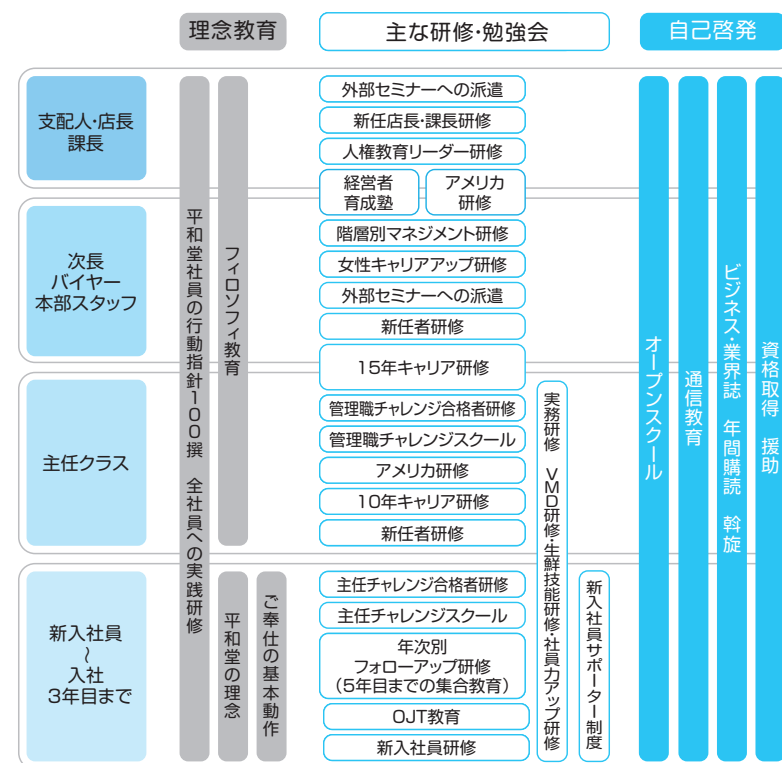 理念教育
主な研修・勉強会
自己啓発
支配人・店長
課長
次長
バイヤー
本部スタッフ
主任クラス
新入社員
〜
入社
3年目まで
平和堂社員の行動指針100撰 全社員への実践研修
フィロソフィ教育
平和堂の理念
ご奉仕の基本動作
外部セミナーへの派遣
新任店長・課長研修
人権教育リーダー研修
経営者
育成塾
アメリカ
研修
階層別マネジメント研修
女性キャリアアップ研修
外部セミナーへの派遣
新任者研修
15年キャリア研修
管理職チャレンジ合格者研修
管理職チャレンジスクール
アメリカ研修
10年キャリア研修
新任者研修
主任チャレンジ合格者研修
主任チャレンジスクール
年次別
フォローアップ研修
（5年目までの集合教育）
OJT教育
新入社員研修
実務研修 VMD研修・生鮮技能研修・社員力アップ研修
新入社員サポーター制度
オープンスクール
通信教育
ビジネス・業界誌 年間購読 斡旋
資格取得 援助